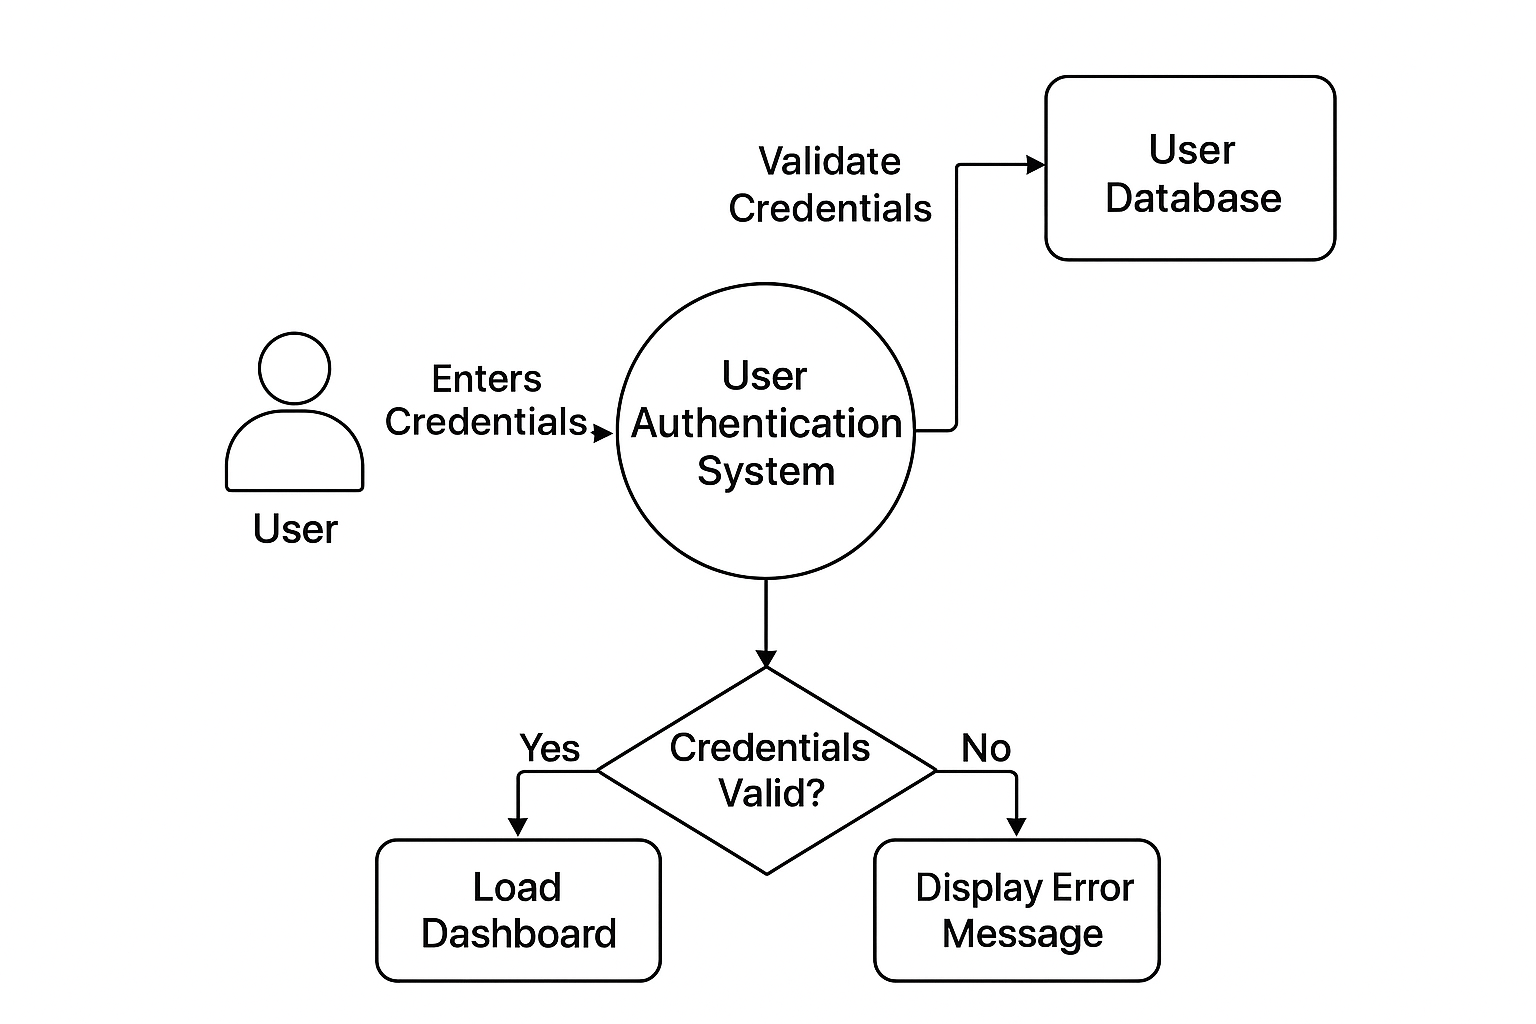 Validate
Credentials
User
Database
Enters
Credentials
User
Authentication
System
User
Yes
Credentials
Valid?
No
Load
Dashboard
Display Error
Message